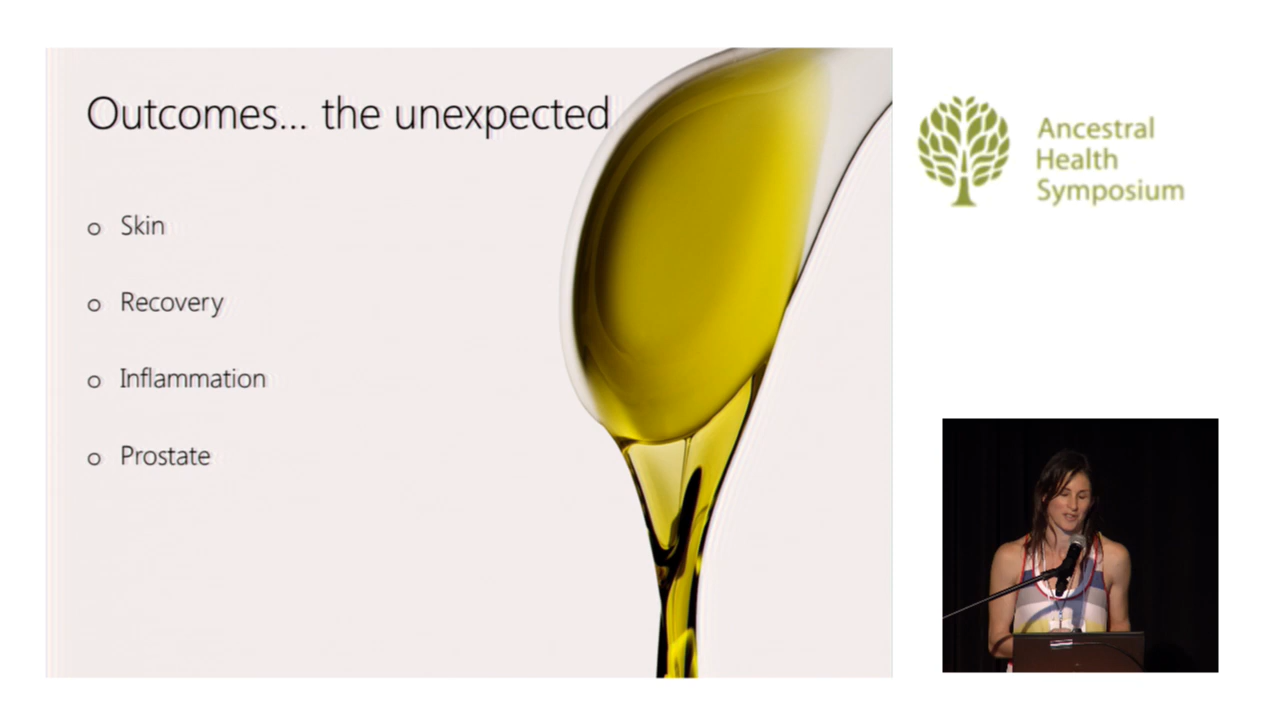 Outcomes... the unexpected
o Skin
o Recovery
o Inflammation
o Prostate
Ancestral
Health
Symposium